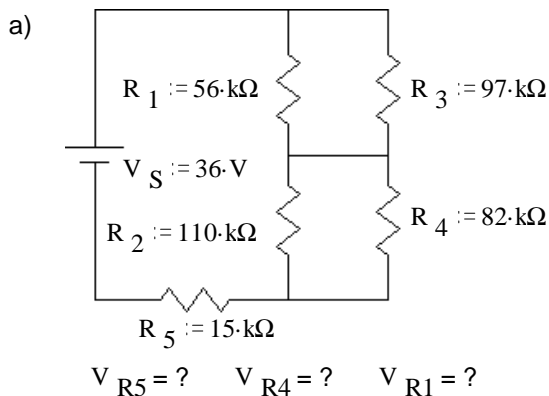 a)
R 1 := 56·kΩ
R 3 := 97·kΩ
V S := 36·V
R 2 := 110·kΩ
R 4 := 82·kΩ
R 5 := 15·kΩ
V R5 = ? V R4 = ? V R1 = ?